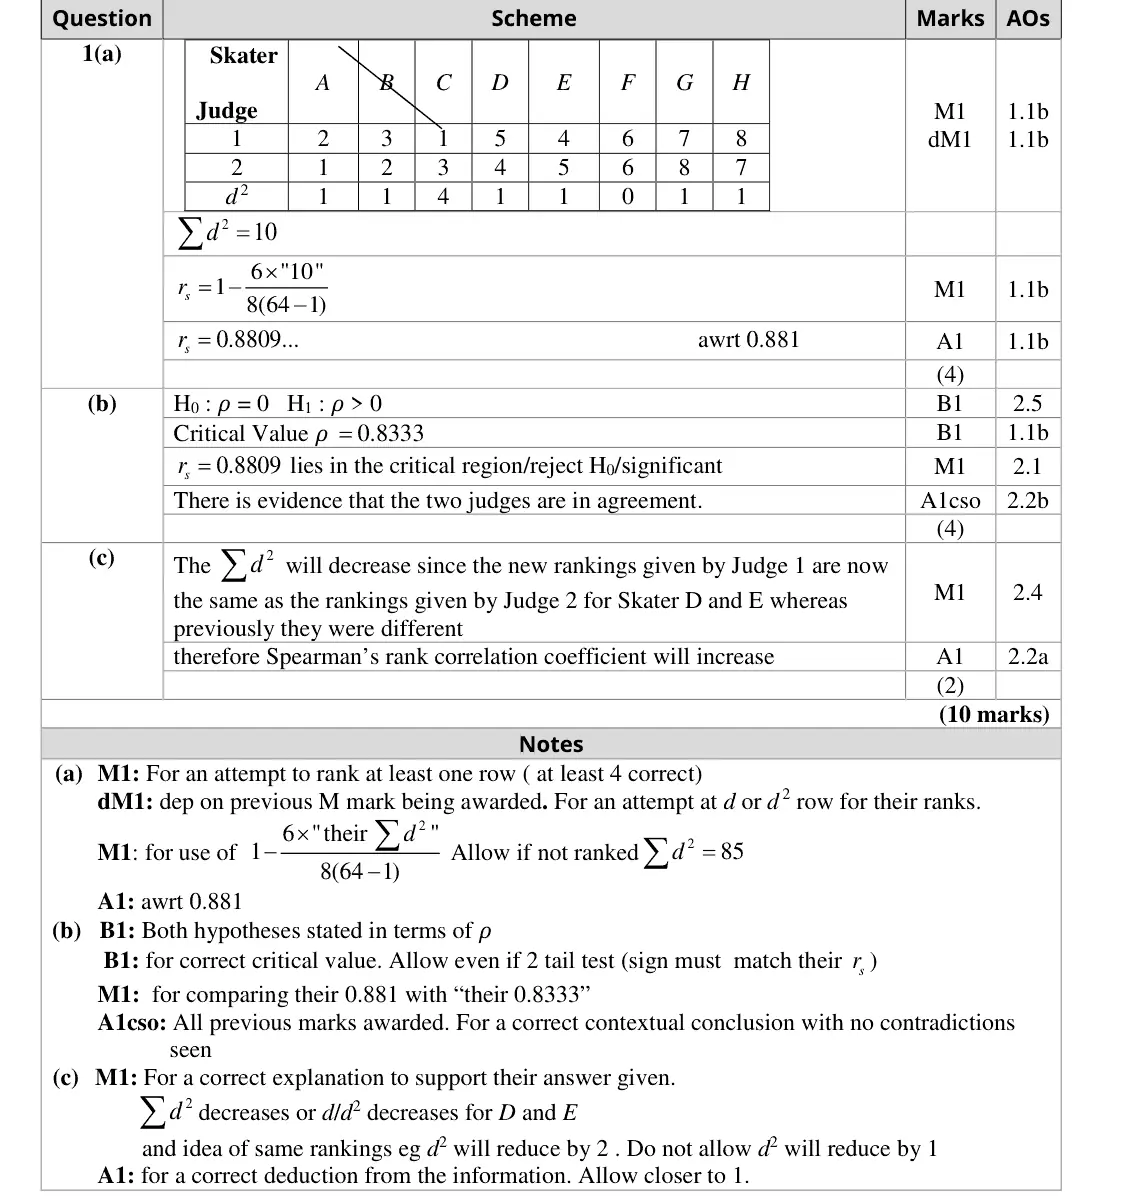 Question Scheme Marks AOs
1(a) Skater
A B C D E F G H
Judge M1 1.1b
1 2 3 1 5 4 6 7 8 dM1 1.1b
2 1 2 3 4 5 6 8 7
d² 1 1 4 1 1 0 1 1
∑d² = 10
r_s = 1 − 6×"10" / 8(64−1) M1 1.1b
r_s = 0.8809... awrt 0.881 A1 1.1b
(4)
(b) H₀ : ρ = 0 H₁ : ρ > 0 B1 2.5
Critical Value ρ = 0.8333 B1 1.1b
r_s = 0.8809 lies in the critical region/reject H₀/significant M1 2.1
There is evidence that the two judges are in agreement. A1cso 2.2b
(4)
(c) The ∑d² will decrease since the new rankings given by Judge 1 are now
the same as the rankings given by Judge 2 for Skater D and E whereas M1 2.4
previously they were different
therefore Spearman's rank correlation coefficient will increase A1 2.2a
(2)
(10 marks)
Notes
(a) M1: For an attempt to rank at least one row ( at least 4 correct)
dM1: dep on previous M mark being awarded. For an attempt at d or d² row for their ranks.
M1: for use of 1 − 6×"their ∑d²" / 8(64−1) Allow if not ranked ∑d² = 85
A1: awrt 0.881
(b) B1: Both hypotheses stated in terms of ρ
B1: for correct critical value. Allow even if 2 tail test (sign must match their r_s )
M1: for comparing their 0.881 with “their 0.8333”
A1cso: All previous marks awarded. For a correct contextual conclusion with no contradictions
seen
(c) M1: For a correct explanation to support their answer given.
∑d² decreases or d/d² decreases for D and E
and idea of same rankings eg d² will reduce by 2 . Do not allow d² will reduce by 1
A1: for a correct deduction from the information. Allow closer to 1.